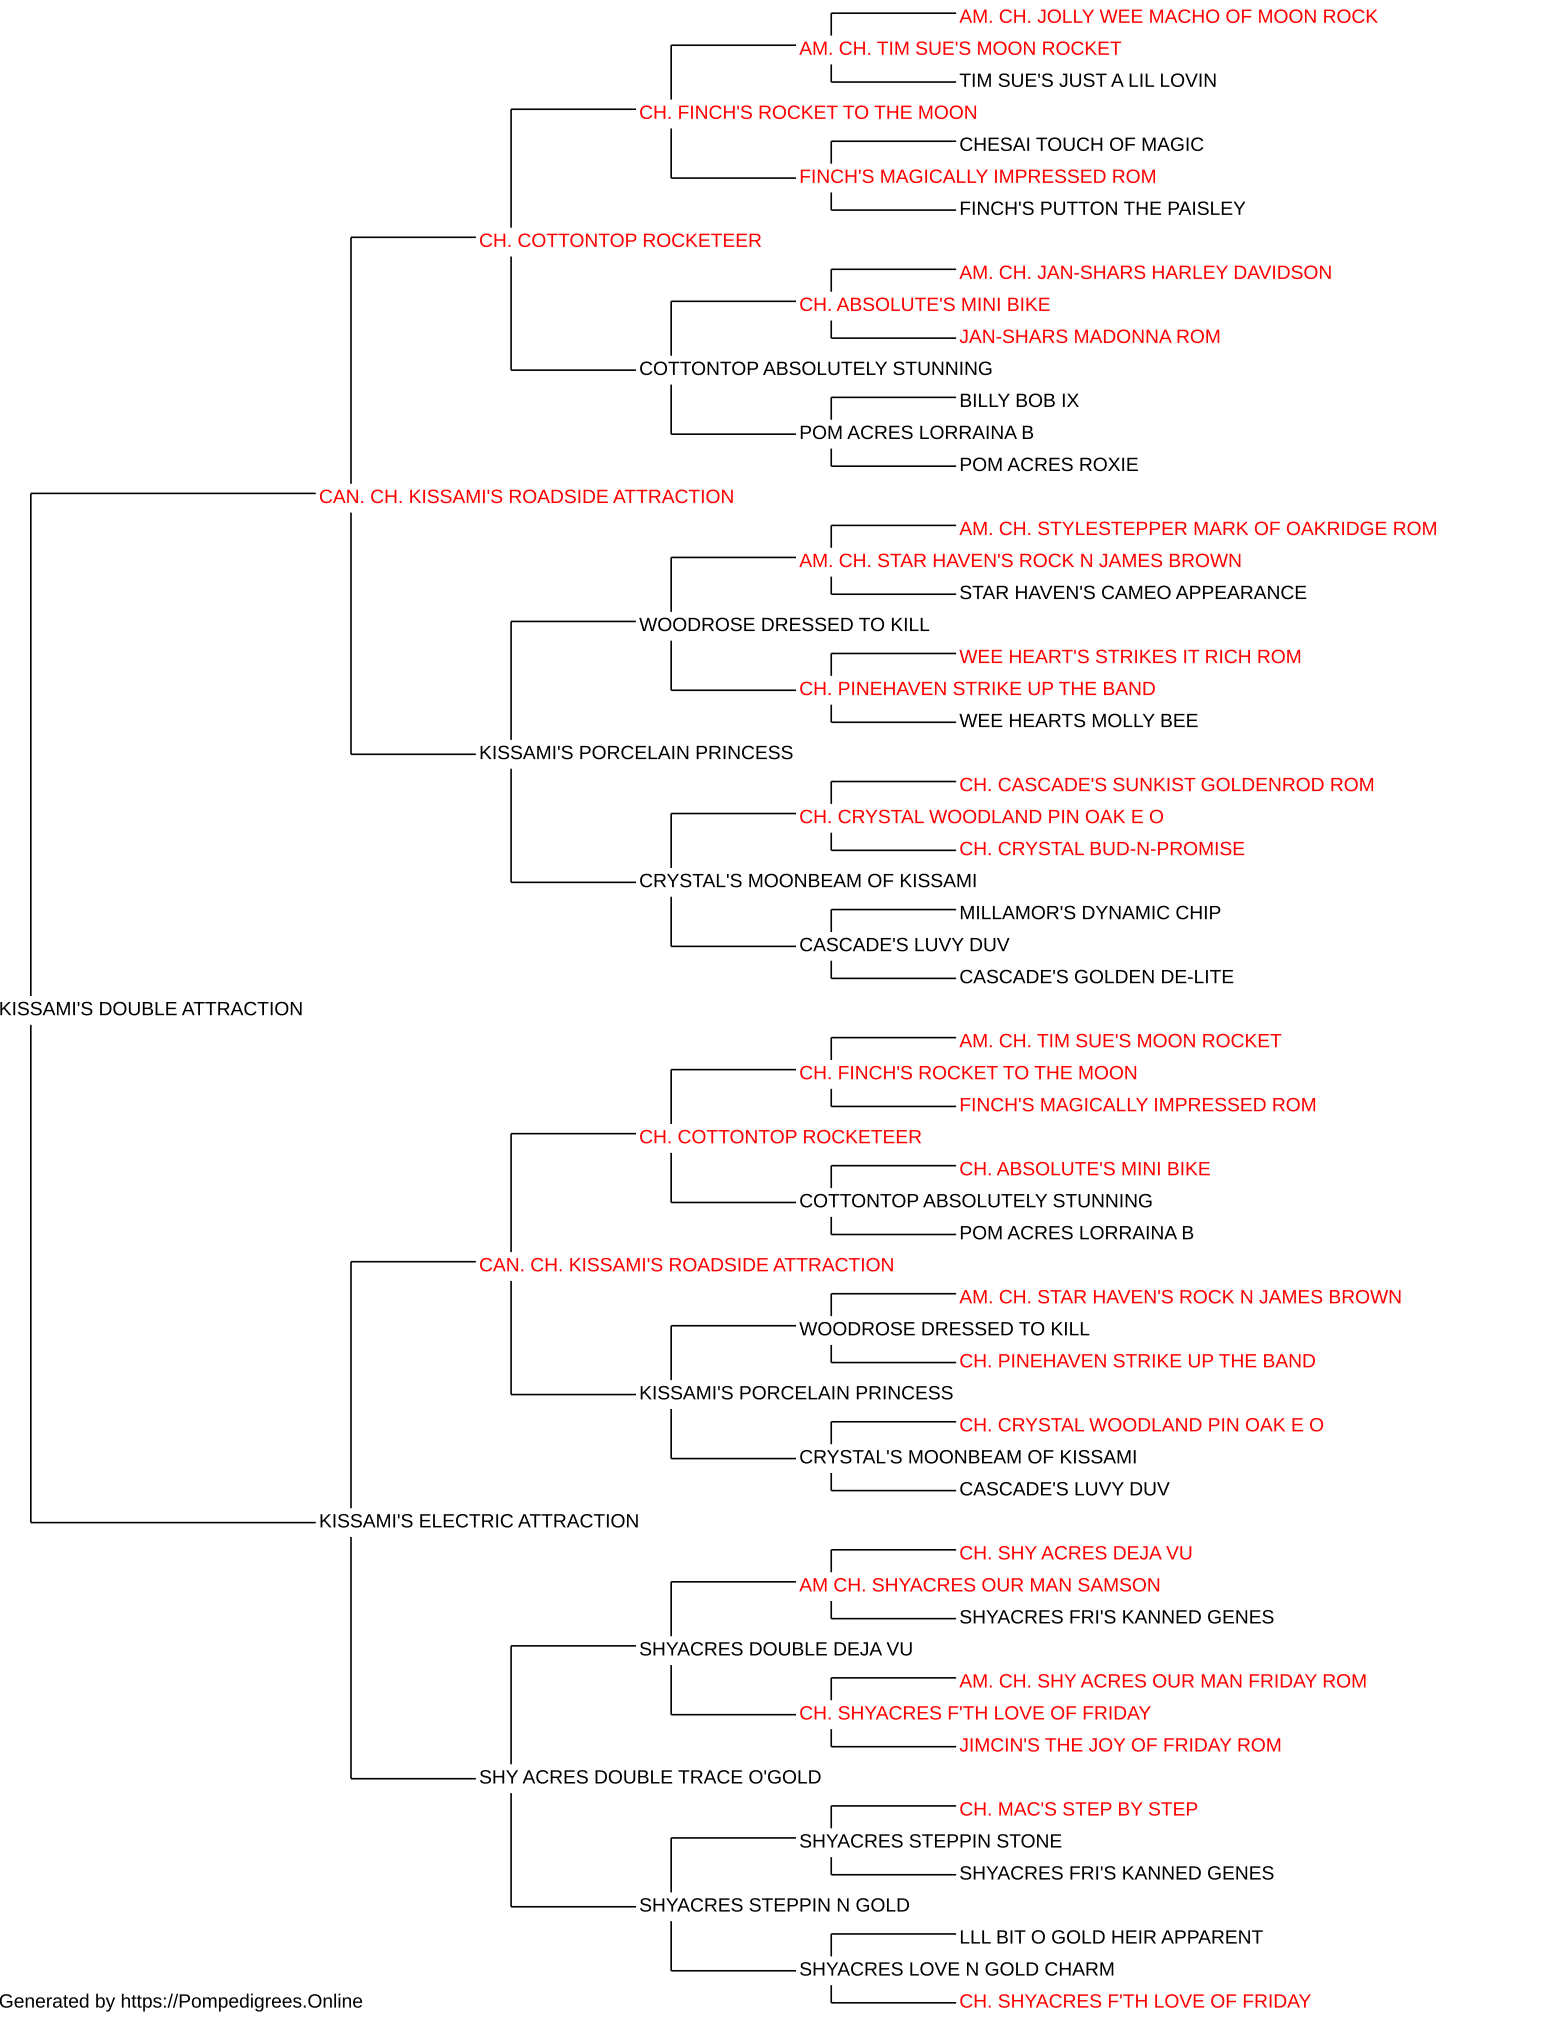 AM. CH. JOLLY WEE MACHO OF MOON ROCK
AM. CH. TIM SUE'S MOON ROCKET
TIM SUE'S JUST A LIL LOVIN
CH. FINCH'S ROCKET TO THE MOON
CHESAI TOUCH OF MAGIC
FINCH'S MAGICALLY IMPRESSED ROM
FINCH'S PUTTON THE PAISLEY
CH. COTTONTOP ROCKETEER
AM. CH. JAN-SHARS HARLEY DAVIDSON
CH. ABSOLUTE'S MINI BIKE
JAN-SHARS MADONNA ROM
COTTONTOP ABSOLUTELY STUNNING
BILLY BOB IX
POM ACRES LORRAINA B
POM ACRES ROXIE
CAN. CH. KISSAMI'S ROADSIDE ATTRACTION
AM. CH. STYLESTEPPER MARK OF OAKRIDGE ROM
AM. CH. STAR HAVEN'S ROCK N JAMES BROWN
STAR HAVEN'S CAMEO APPEARANCE
WOODROSE DRESSED TO KILL
WEE HEART'S STRIKES IT RICH ROM
CH. PINEHAVEN STRIKE UP THE BAND
WEE HEARTS MOLLY BEE
KISSAMI'S PORCELAIN PRINCESS
CH. CASCADE'S SUNKIST GOLDENROD ROM
CH. CRYSTAL WOODLAND PIN OAK E O
CH. CRYSTAL BUD-N-PROMISE
CRYSTAL'S MOONBEAM OF KISSAMI
MILLAMOR'S DYNAMIC CHIP
CASCADE'S LUVY DUV
CASCADE'S GOLDEN DE-LITE
KISSAMI'S DOUBLE ATTRACTION
AM. CH. TIM SUE'S MOON ROCKET
CH. FINCH'S ROCKET TO THE MOON
FINCH'S MAGICALLY IMPRESSED ROM
CH. COTTONTOP ROCKETEER
CH. ABSOLUTE'S MINI BIKE
COTTONTOP ABSOLUTELY STUNNING
POM ACRES LORRAINA B
CAN. CH. KISSAMI'S ROADSIDE ATTRACTION
AM. CH. STAR HAVEN'S ROCK N JAMES BROWN
WOODROSE DRESSED TO KILL
CH. PINEHAVEN STRIKE UP THE BAND
KISSAMI'S PORCELAIN PRINCESS
CH. CRYSTAL WOODLAND PIN OAK E O
CRYSTAL'S MOONBEAM OF KISSAMI
CASCADE'S LUVY DUV
KISSAMI'S ELECTRIC ATTRACTION
CH. SHY ACRES DEJA VU
AM CH. SHYACRES OUR MAN SAMSON
SHYACRES FRI'S KANNED GENES
SHYACRES DOUBLE DEJA VU
AM. CH. SHY ACRES OUR MAN FRIDAY ROM
CH. SHYACRES F'TH LOVE OF FRIDAY
JIMCIN'S THE JOY OF FRIDAY ROM
SHY ACRES DOUBLE TRACE O'GOLD
CH. MAC'S STEP BY STEP
SHYACRES STEPPIN STONE
SHYACRES FRI'S KANNED GENES
SHYACRES STEPPIN N GOLD
LLL BIT O GOLD HEIR APPARENT
SHYACRES LOVE N GOLD CHARM
CH. SHYACRES F'TH LOVE OF FRIDAY
Generated by https://Pompedigrees.Online